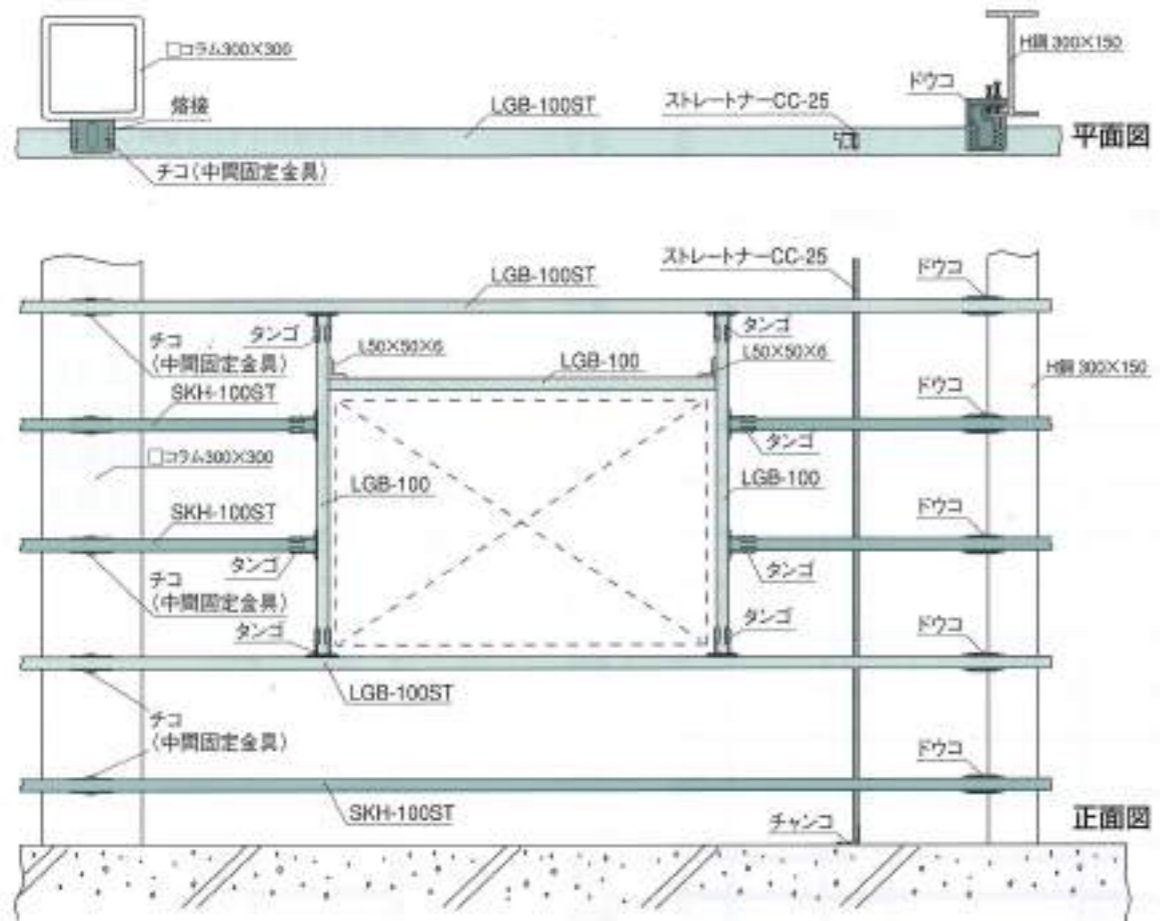 □コラム300×300
H鋼 300×150
ドウコ
熔接
LGB-100ST
ストレートナーCC-25
平面図
チコ(中間固定金具)
ストレートナーCC-25
ドウコ
LGB-100ST
タンゴ
タンゴ
チコ
(中間固定金具)
L50×50×6
LGB-100
L50×50×6
H鋼 300×150
SKH-100ST
ドウコ
タンゴ
□コラム300×300
LGB-100
LGB-100
SKH-100ST
ドウコ
タンゴ
タンゴ
チコ
(中間固定金具)
タンゴ
タンゴ
ドウコ
LGB-100ST
チコ
(中間固定金具)
ドウコ
SKH-100ST
チャンコ
正面図